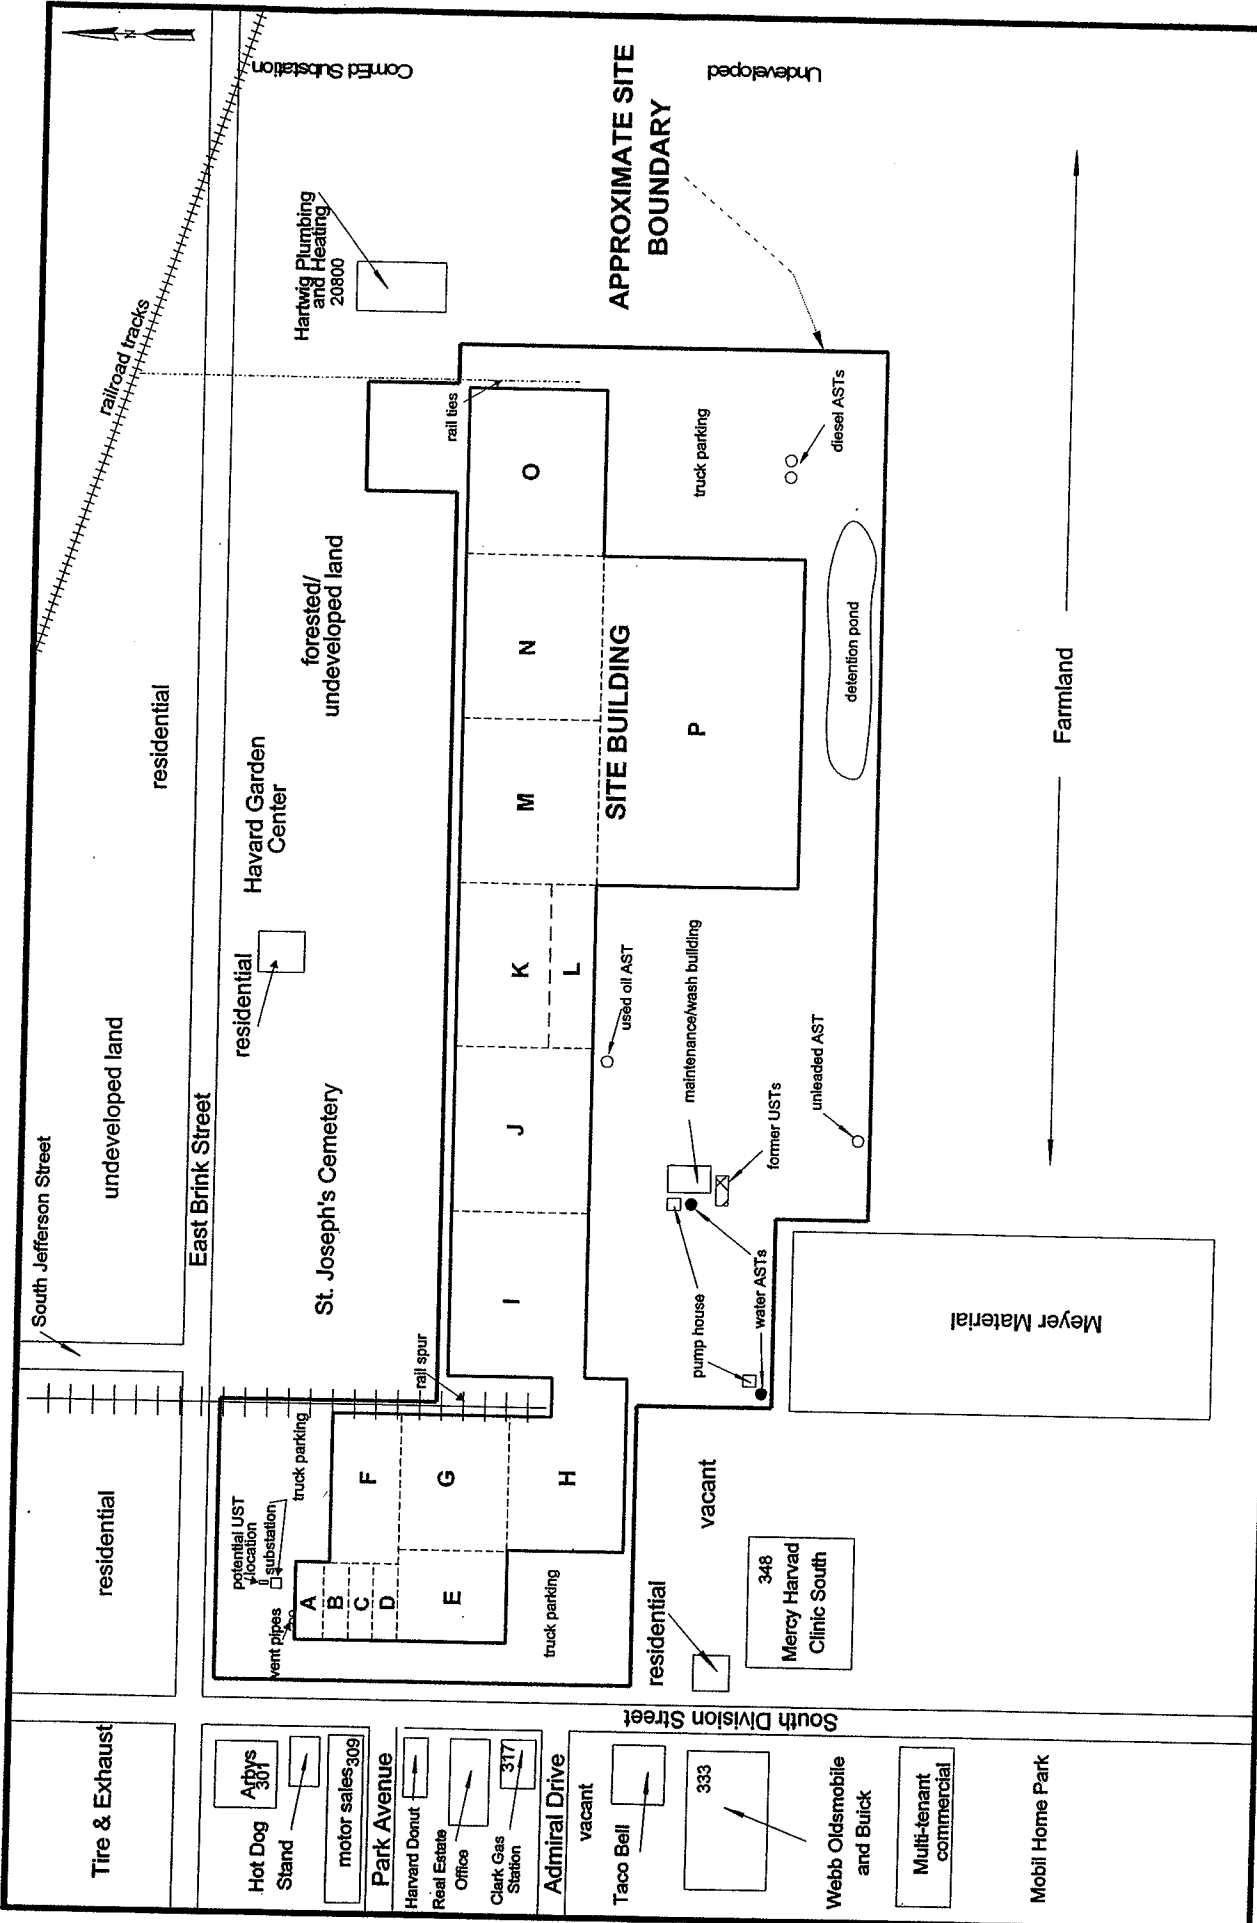 N
railroad tracks
ComEd Substation
Undeveloped
Hartwig Plumbing
and Heating
20800
APPROXIMATE SITE
BOUNDARY
South Jefferson Street
undeveloped land
residential
residential
East Brink Street
residential
Havard Garden
Center
forested/
undeveloped land
St. Joseph's Cemetery
rail ties
rail spur
truck parking
potential UST
location
substation
vent pipes
A
B
C
D
E
F
G
H
I
J
K
L
M
N
O
P
SITE BUILDING
truck parking
truck parking
diesel ASTs
detention pond
used oil AST
maintenance/wash building
former USTs
unleaded AST
pump house
water ASTs
Meyer Material
Farmland
vacant
residential
348
Mercy Harvad
Clinic South
South Division Street
Tire & Exhaust
Arbys
301
Hot Dog
Stand
motor sales 309
Park Avenue
Harvard Donut
Real Estate
Office
Clark Gas
Station
317
Admiral Drive
vacant
Taco Bell
333
Webb Oldsmobile
and Buick
Multi-tenant
commercial
Mobil Home Park